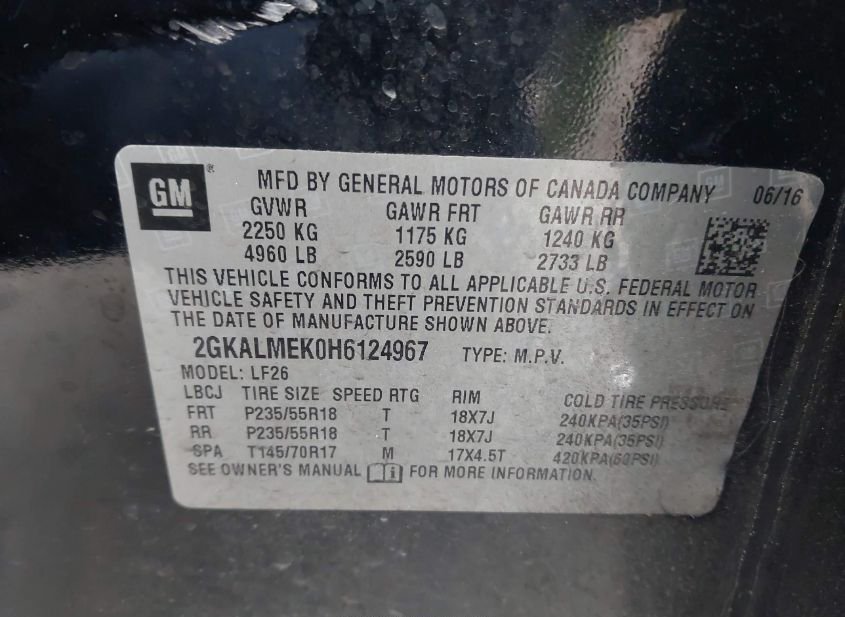 GM® MFD BY GENERAL MOTORS OF CANADA COMPANY 06/16
GVWR GAWR FRT GAWR RR
2250 KG 1175 KG 1240 KG
4960 LB 2590 LB 2733 LB
THIS VEHICLE CONFORMS TO ALL APPLICABLE U.S. FEDERAL MOTOR
VEHICLE SAFETY AND THEFT PREVENTION STANDARDS IN EFFECT ON
THE DATE OF MANUFACTURE SHOWN ABOVE.
2GKALMEK0H6124967 TYPE: M.P.V.
MODEL: LF26
LBCJ TIRE SIZE SPEED RTG RIM COLD TIRE PRESSURE
FRT P235/55R18 T 18X7J 240KPA(35PSI)
RR P235/55R18 T 18X7J 240KPA(35PSI)
SPA T145/70R17 M 17X4.5T 420KPA(60PSI)
SEE OWNER'S MANUAL FOR MORE INFORMATION.